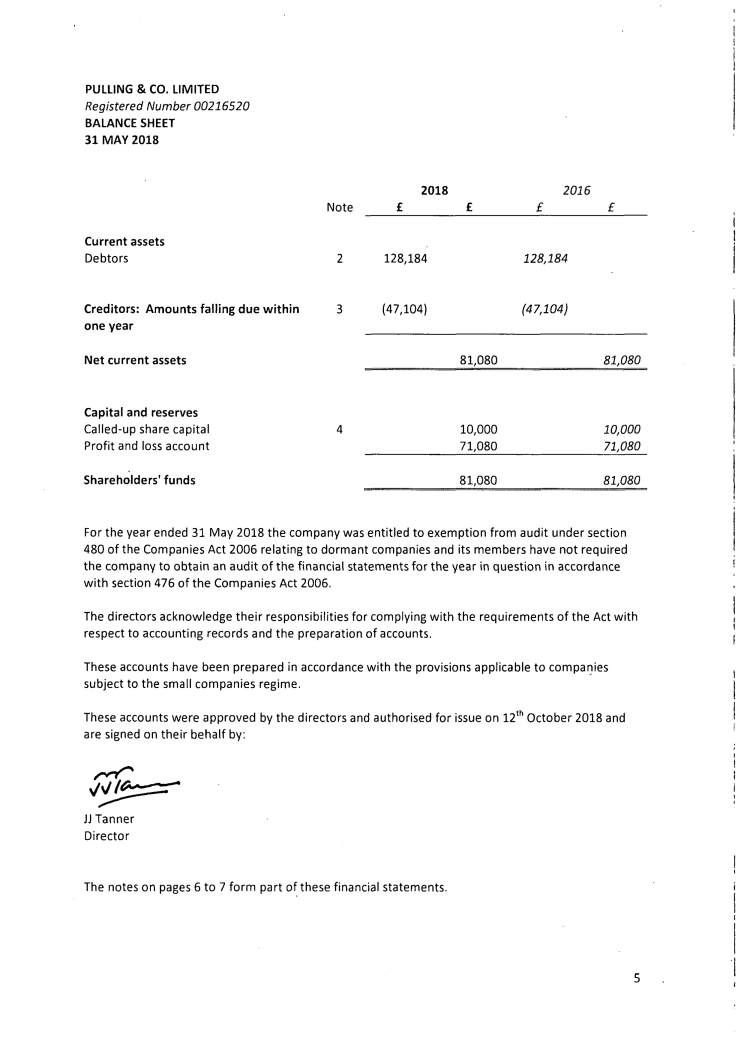 PULLING & CO. LIMITED
Registered Number 00216520
BALANCE SHEET
31 MAY 2018
2018 2016
Note £ £ £ £
Current assets
Debtors 2 128,184 128,184
Creditors: Amounts falling due within 3 (47,104) (47,104)
one year
Net current assets 81,080 81,080
Capital and reserves
Called-up share capital 4 10,000 10,000
Profit and loss account 71,080 71,080
Shareholders' funds 81,080 81,080
For the year ended 31 May 2018 the company was entitled to exemption from audit under section
480 of the Companies Act 2006 relating to dormant companies and its members have not required
the company to obtain an audit of the financial statements for the year in question in accordance
with section 476 of the Companies Act 2006.
The directors acknowledge their responsibilities for complying with the requirements of the Act with
respect to accounting records and the preparation of accounts.
These accounts have been prepared in accordance with the provisions applicable to companies
subject to the small companies regime.
These accounts were approved by the directors and authorised for issue on 12th October 2018 and
are signed on their behalf by:
JJ Tanner
Director
The notes on pages 6 to 7 form part of these financial statements.
5